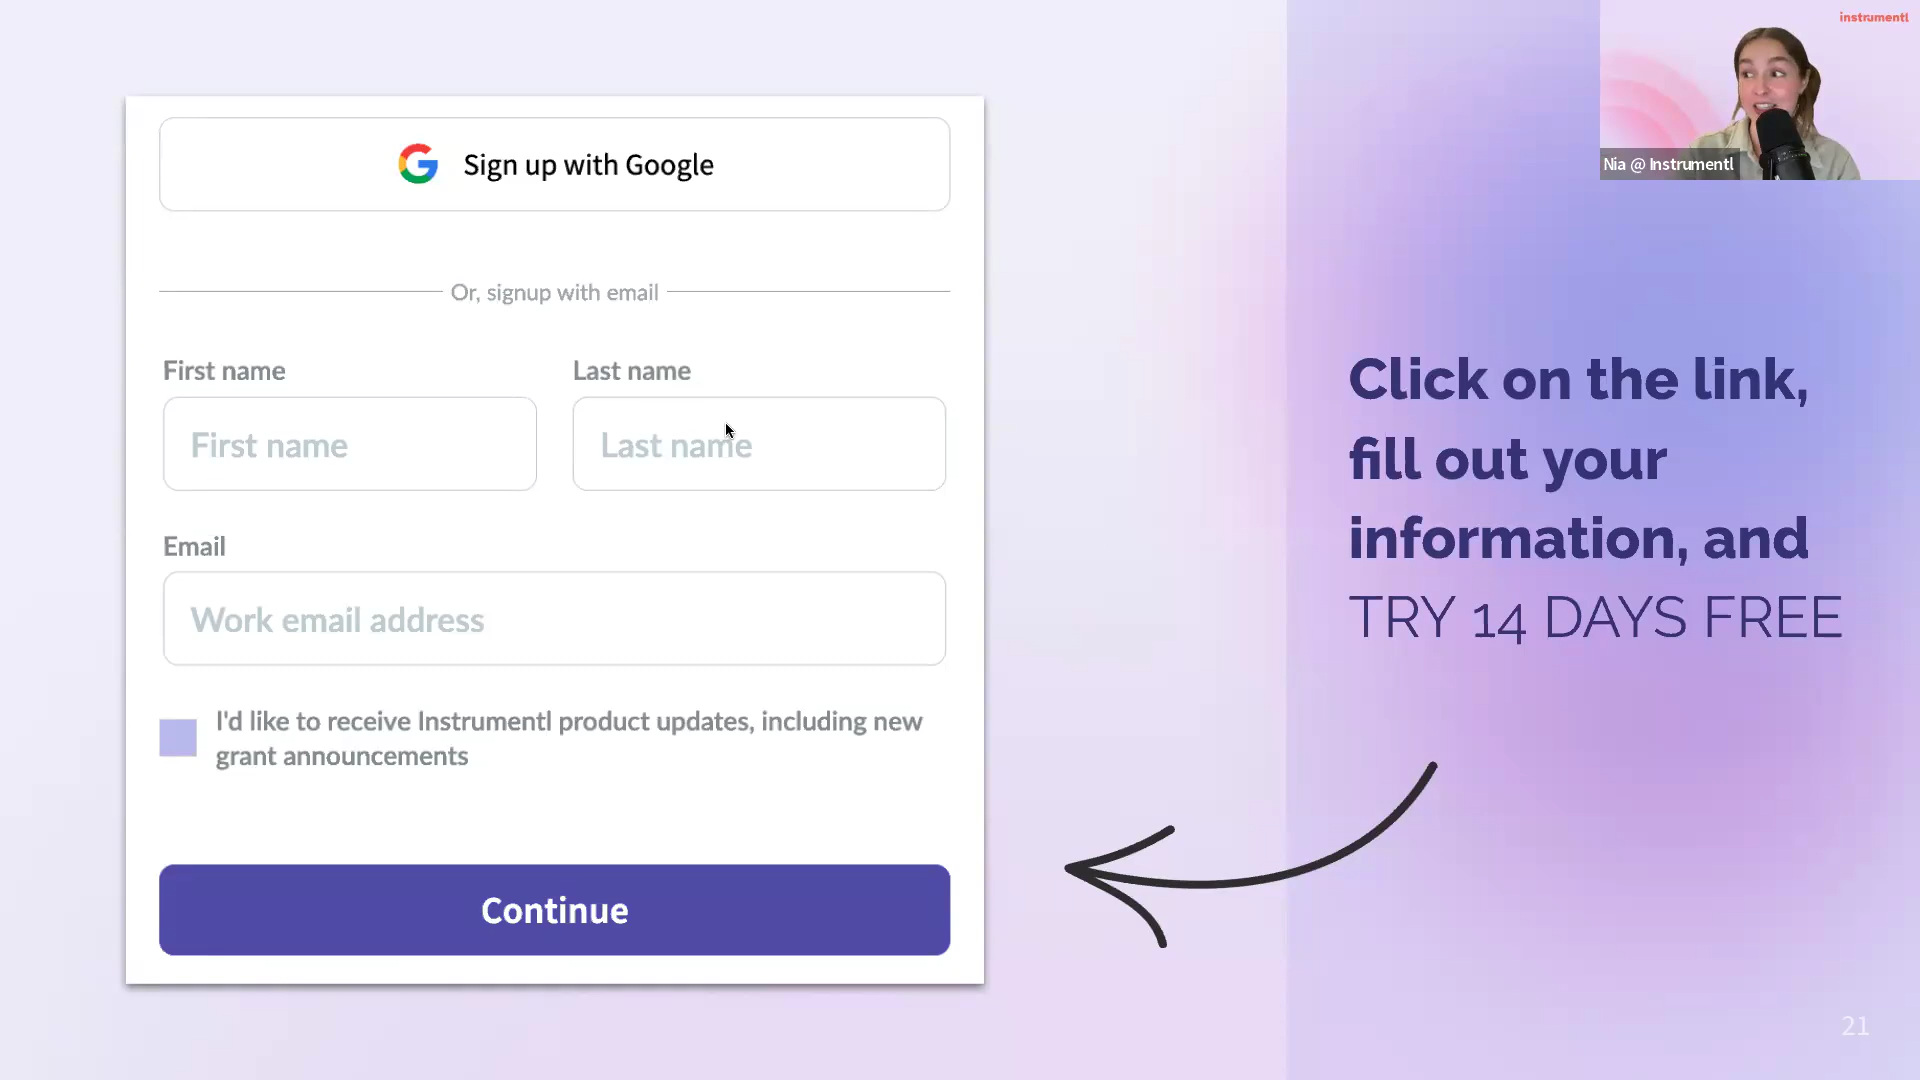 instrumentl
Nia @ Instrumentl
Sign up with Google
Or, signup with email
First name
Last name
First name
Last name
Email
Work email address
I'd like to receive Instrumentl product updates, including new
grant announcements
Continue
Click on the link,
fill out your
information, and
TRY 14 DAYS FREE
21